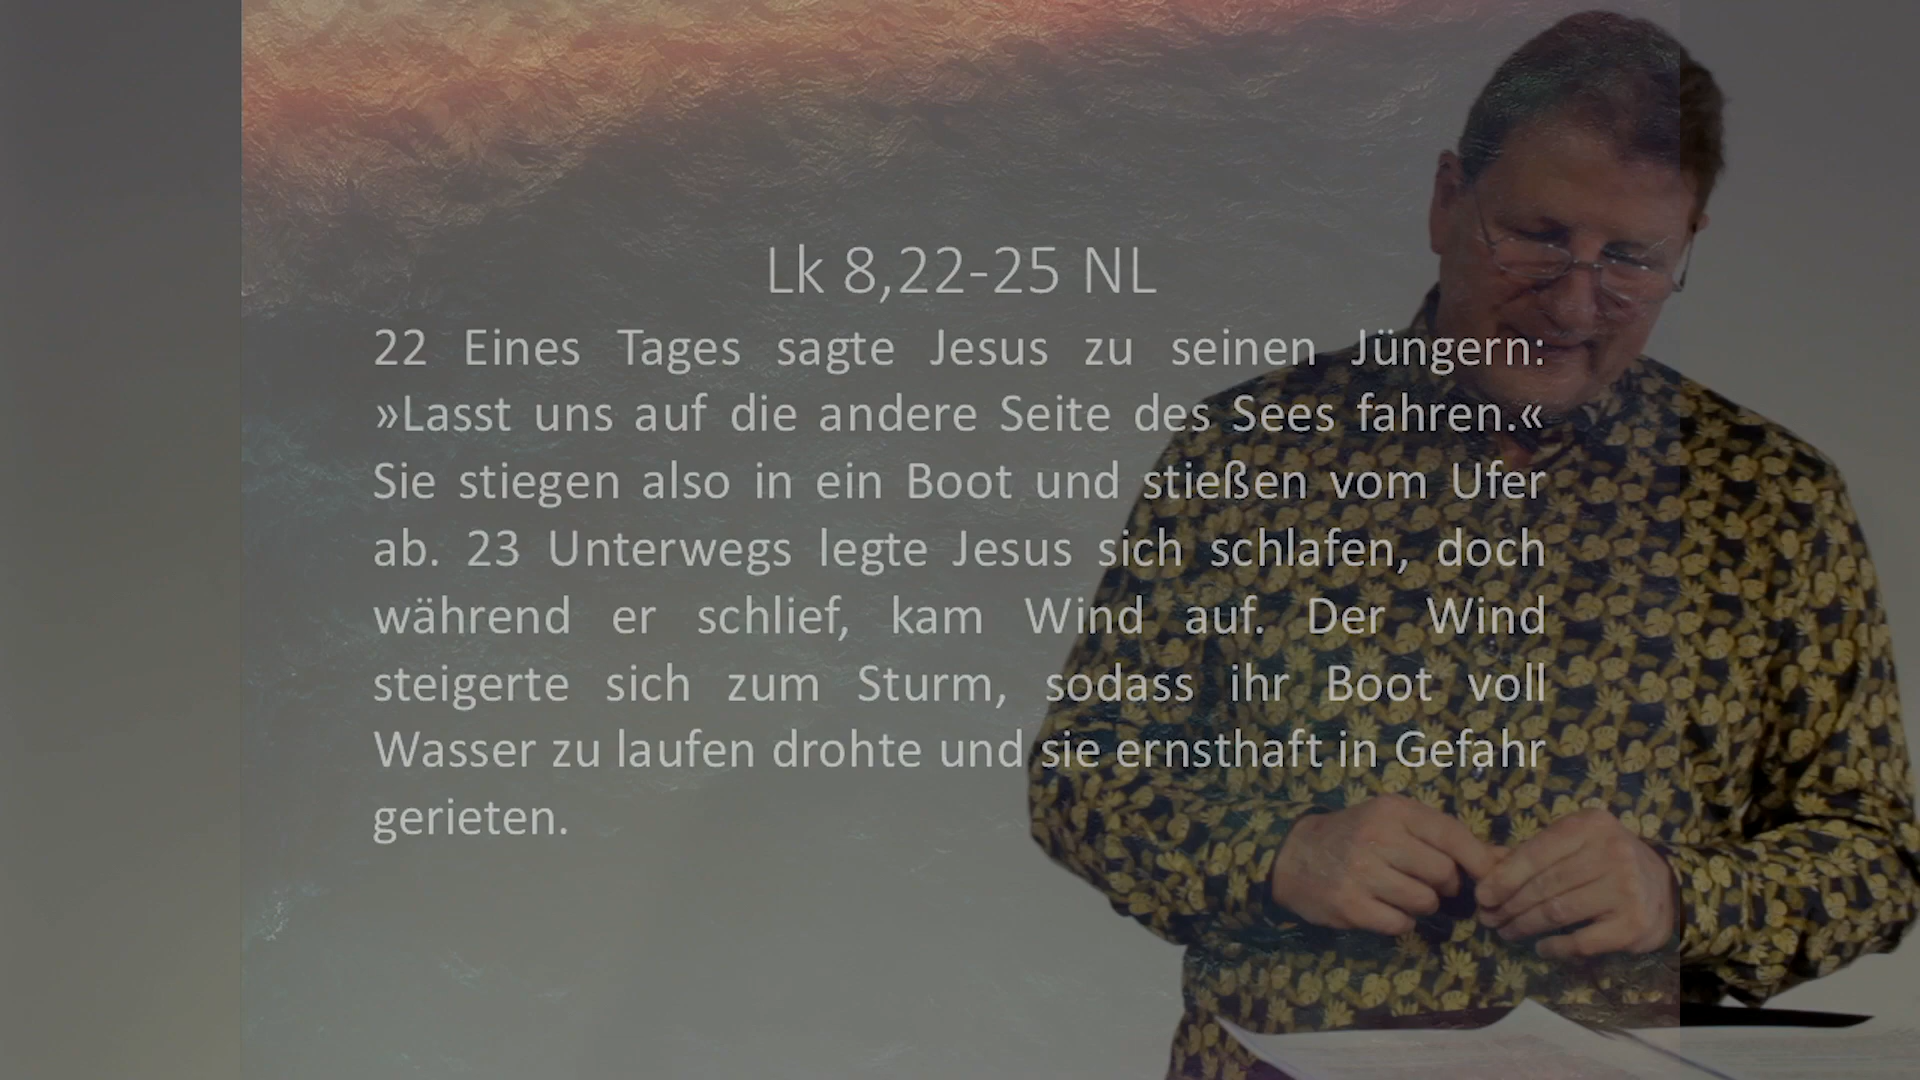 Lk 8,22-25 NL
22 Eines Tages sagte Jesus zu seinen Jüngern:
»Lasst uns auf die andere Seite des Sees fahren.«
Sie stiegen also in ein Boot und stießen vom Ufer
ab. 23 Unterwegs legte Jesus sich schlafen, doch
während er schlief, kam Wind auf. Der Wind
steigerte sich zum Sturm, sodass ihr Boot voll
Wasser zu laufen drohte und sie ernsthaft in Gefahr
gerieten.